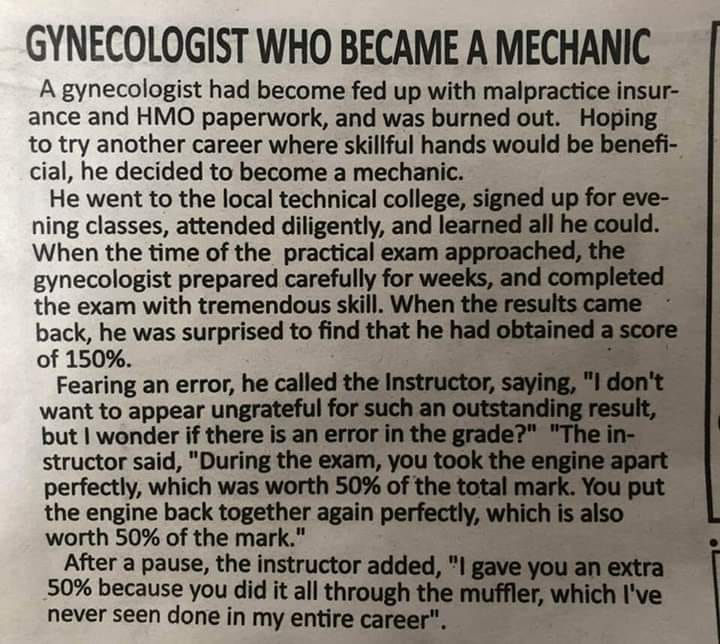 GYNECOLOGIST WHO BECAME A MECHANIC
A gynecologist had become fed up with malpractice insur-
ance and HMO paperwork, and was burned out. Hoping
to try another career where skillful hands would be benefi-
cial, he decided to become a mechanic.
He went to the local technical college, signed up for eve-
ning classes, attended diligently, and learned all he could.
When the time of the practical exam approached, the
gynecologist prepared carefully for weeks, and completed
the exam with tremendous skill. When the results came
back, he was surprised to find that he had obtained a score
of 150%.
Fearing an error, he called the Instructor, saying, "I don't
want to appear ungrateful for such an outstanding result,
but I wonder if there is an error in the grade?" "The in-
structor said, "During the exam, you took the engine apart
perfectly, which was worth 50% of the total mark. You put
the engine back together again perfectly, which is also
worth 50% of the mark."
After a pause, the instructor added, "I gave you an extra
50% because you did it all through the muffler, which I've
never seen done in my entire career".